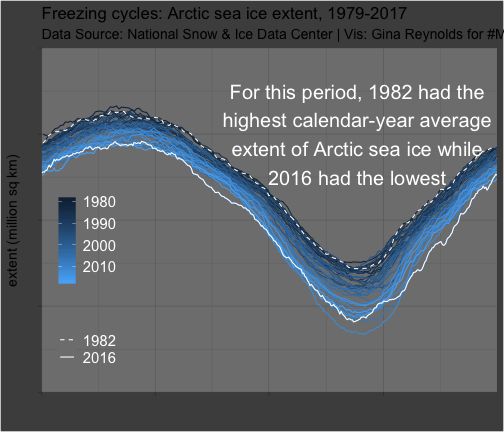 Freezing cycles: Arctic sea ice extent, 1979-2017
Data Source: National Snow & Ice Data Center | Vis: Gina Reynolds for #M
For this period, 1982 had the
highest calendar-year average
extent of Arctic sea ice while
2016 had the lowest
extent (million sq km)
1980
1990
2000
2010
1982
2016